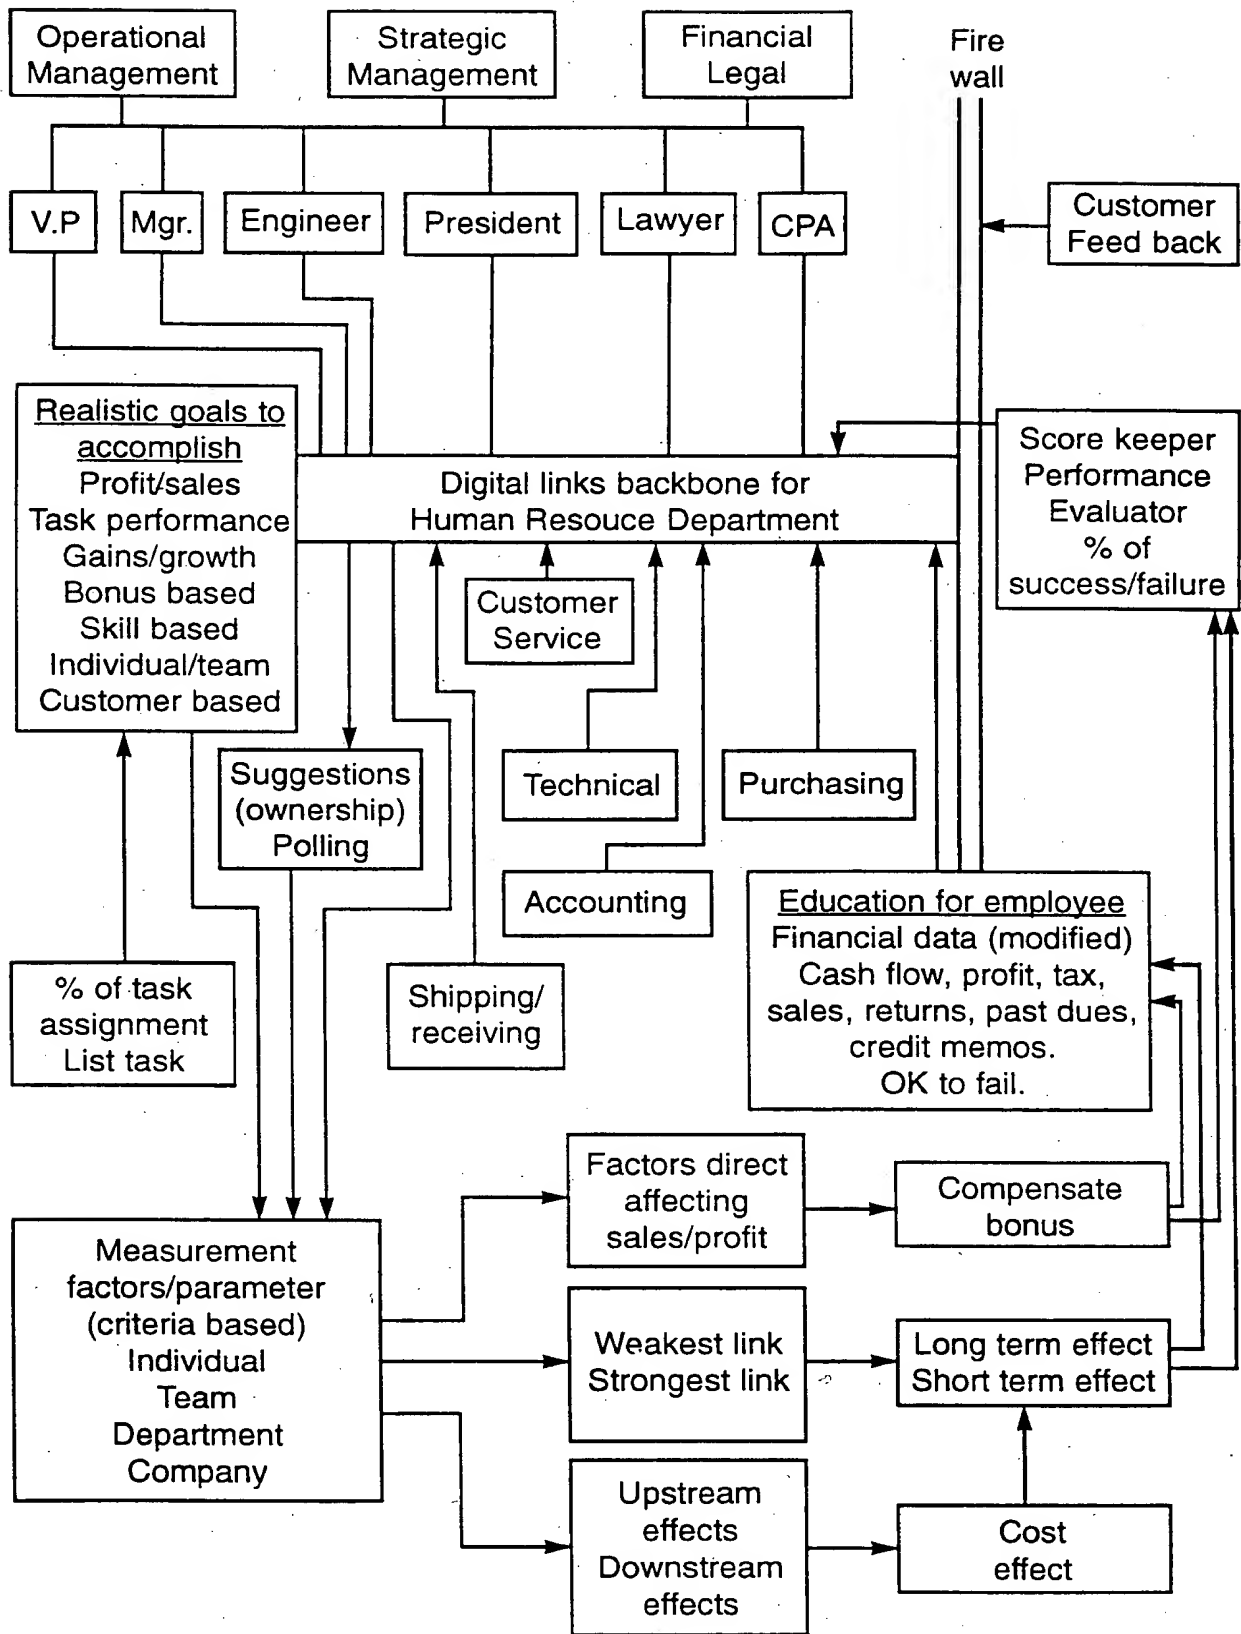 Operational
Management
Strategic
Management
Financial
Legal
Fire
wall
V.P
Mgr.
Engineer
President
Lawyer
CPA
Customer
Feed back
Realistic goals to
accomplish
Profit/sales
Task performance
Gains/growth
Bonus based
Skill based
Individual/team
Customer based
Digital links backbone for
Human Resouce Department
Score keeper
Performance
Evaluator
% of
success/failure
Customer
Service
Suggestions
(ownership)
Polling
Technical
Purchasing
Accounting
Education for employee
Financial data (modified)
Cash flow, profit, tax,
sales, returns, past dues,
credit memos.
OK to fail.
% of task
assignment
List task
Shipping/
receiving
Factors direct
affecting
sales/profit
Compensate
bonus
Measurement
factors/parameter
(criteria based)
Individual
Team
Department
Company
Weakest link
Strongest link
Long term effect
Short term effect
Upstream
effects
Downstream
effects
Cost
effect